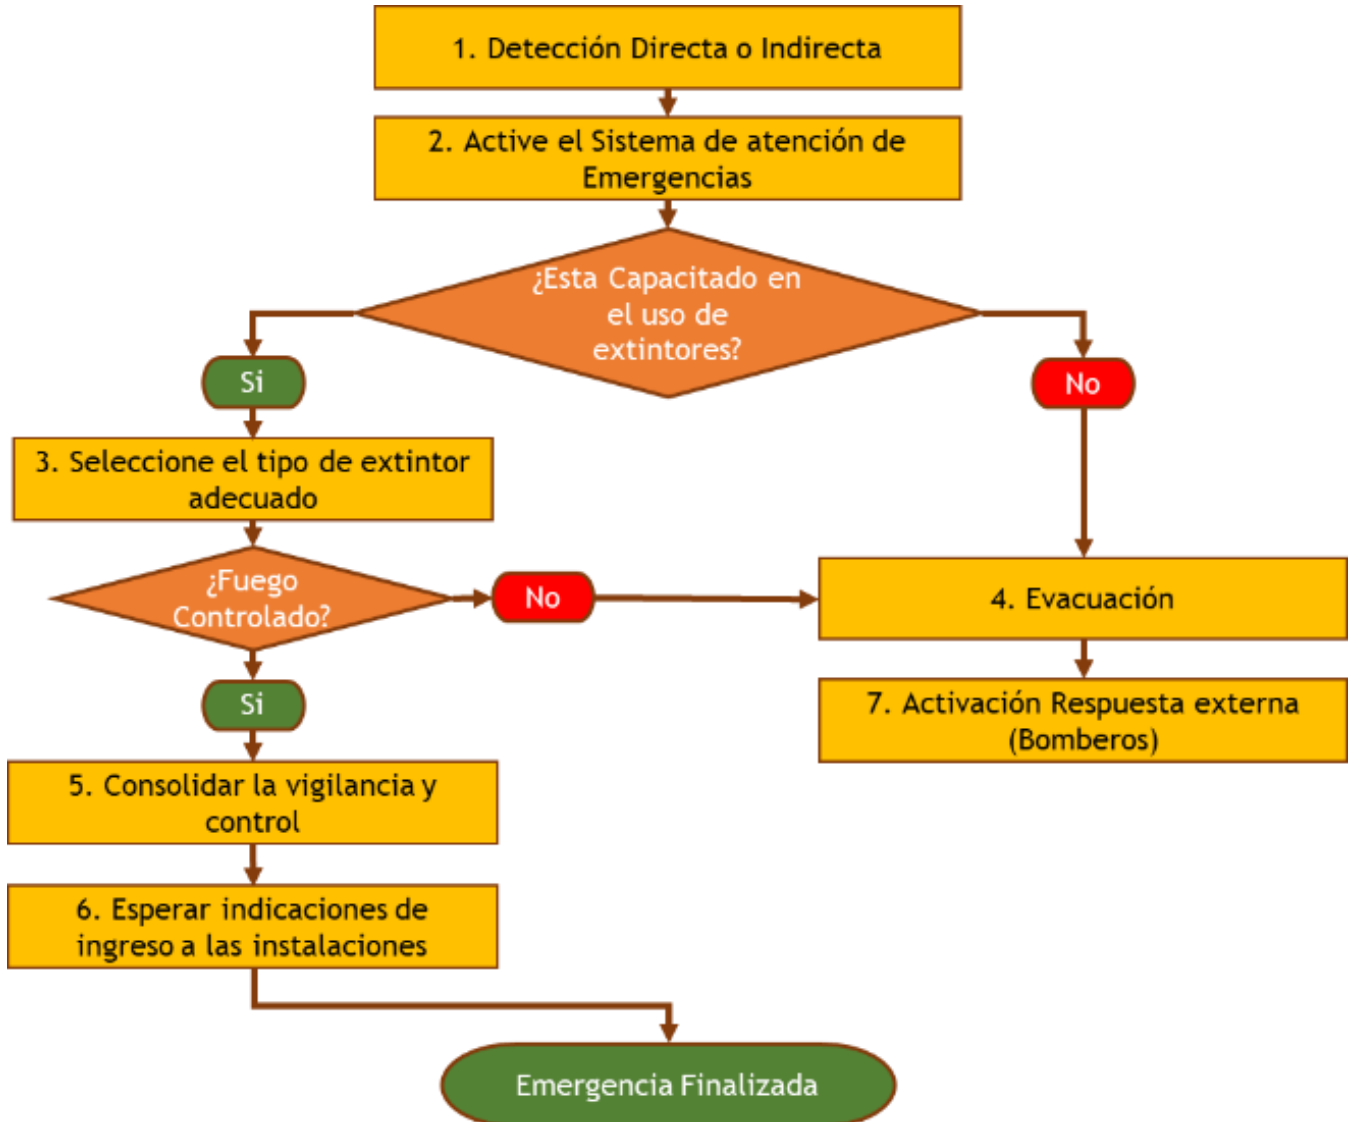 1. Detección Directa o Indirecta
2. Active el Sistema de atención de
Emergencias
¿Esta Capacitado en
el uso de
extintores?
Si
No
3. Seleccione el tipo de extintor
adecuado
¿Fuego
Controlado?
No
4. Evacuación
Si
7. Activación Respuesta externa
(Bomberos)
5. Consolidar la vigilancia y
control
6. Esperar indicaciones de
ingreso a las instalaciones
Emergencia Finalizada